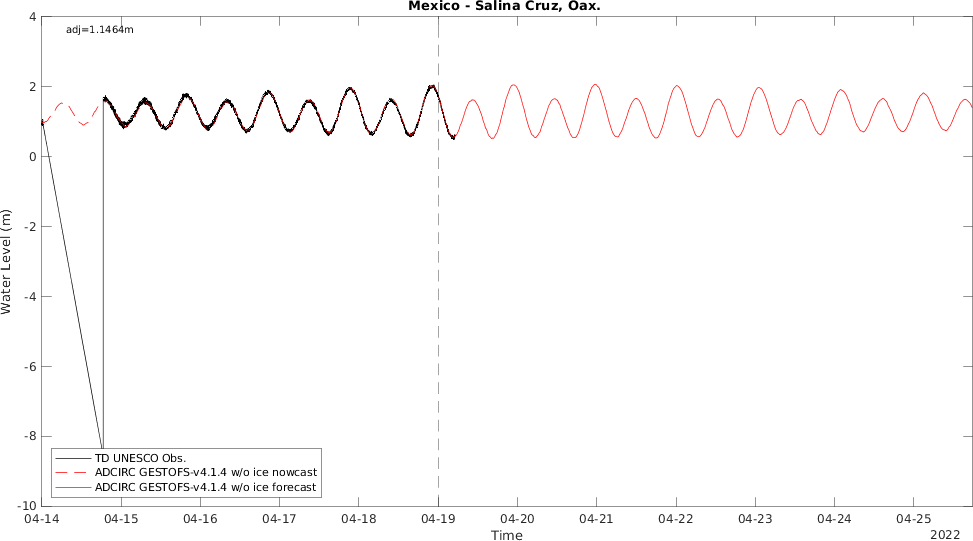 Mexico - Salina Cruz, Oax.
adj=1.1464m
4
2
0
-2
-4
-6
-8
-10
Water Level (m)
TD UNESCO Obs.
ADCIRC GESTOFS-v4.1.4 w/o ice nowcast
ADCIRC GESTOFS-v4.1.4 w/o ice forecast
04-14 04-15 04-16 04-17 04-18 04-19 04-20 04-21 04-22 04-23 04-24 04-25
Time
2022